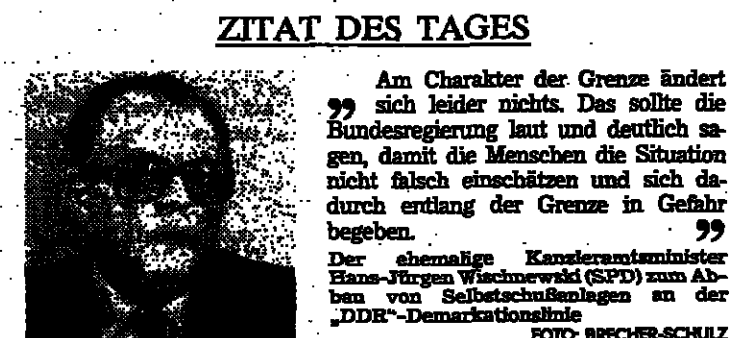 ZITAT DES TAGES
Am Charakter der Grenze ändert
„ sich leider nichts. Das sollte die
Bundesregierung laut und deutlich sa-
gen, damit die Menschen die Situation
nicht falsch einschätzen und sich da-
durch entlang der Grenze in Gefahr
begeben. ”
Der ehemalige Kanzleramtsminister
Hans-Jürgen Wischnewski (SPD) zum Ab-
bau von Selbstschußanlagen an der
„DDR“-Demarkationslinie
FOTO: BRECHER-SCHULZ